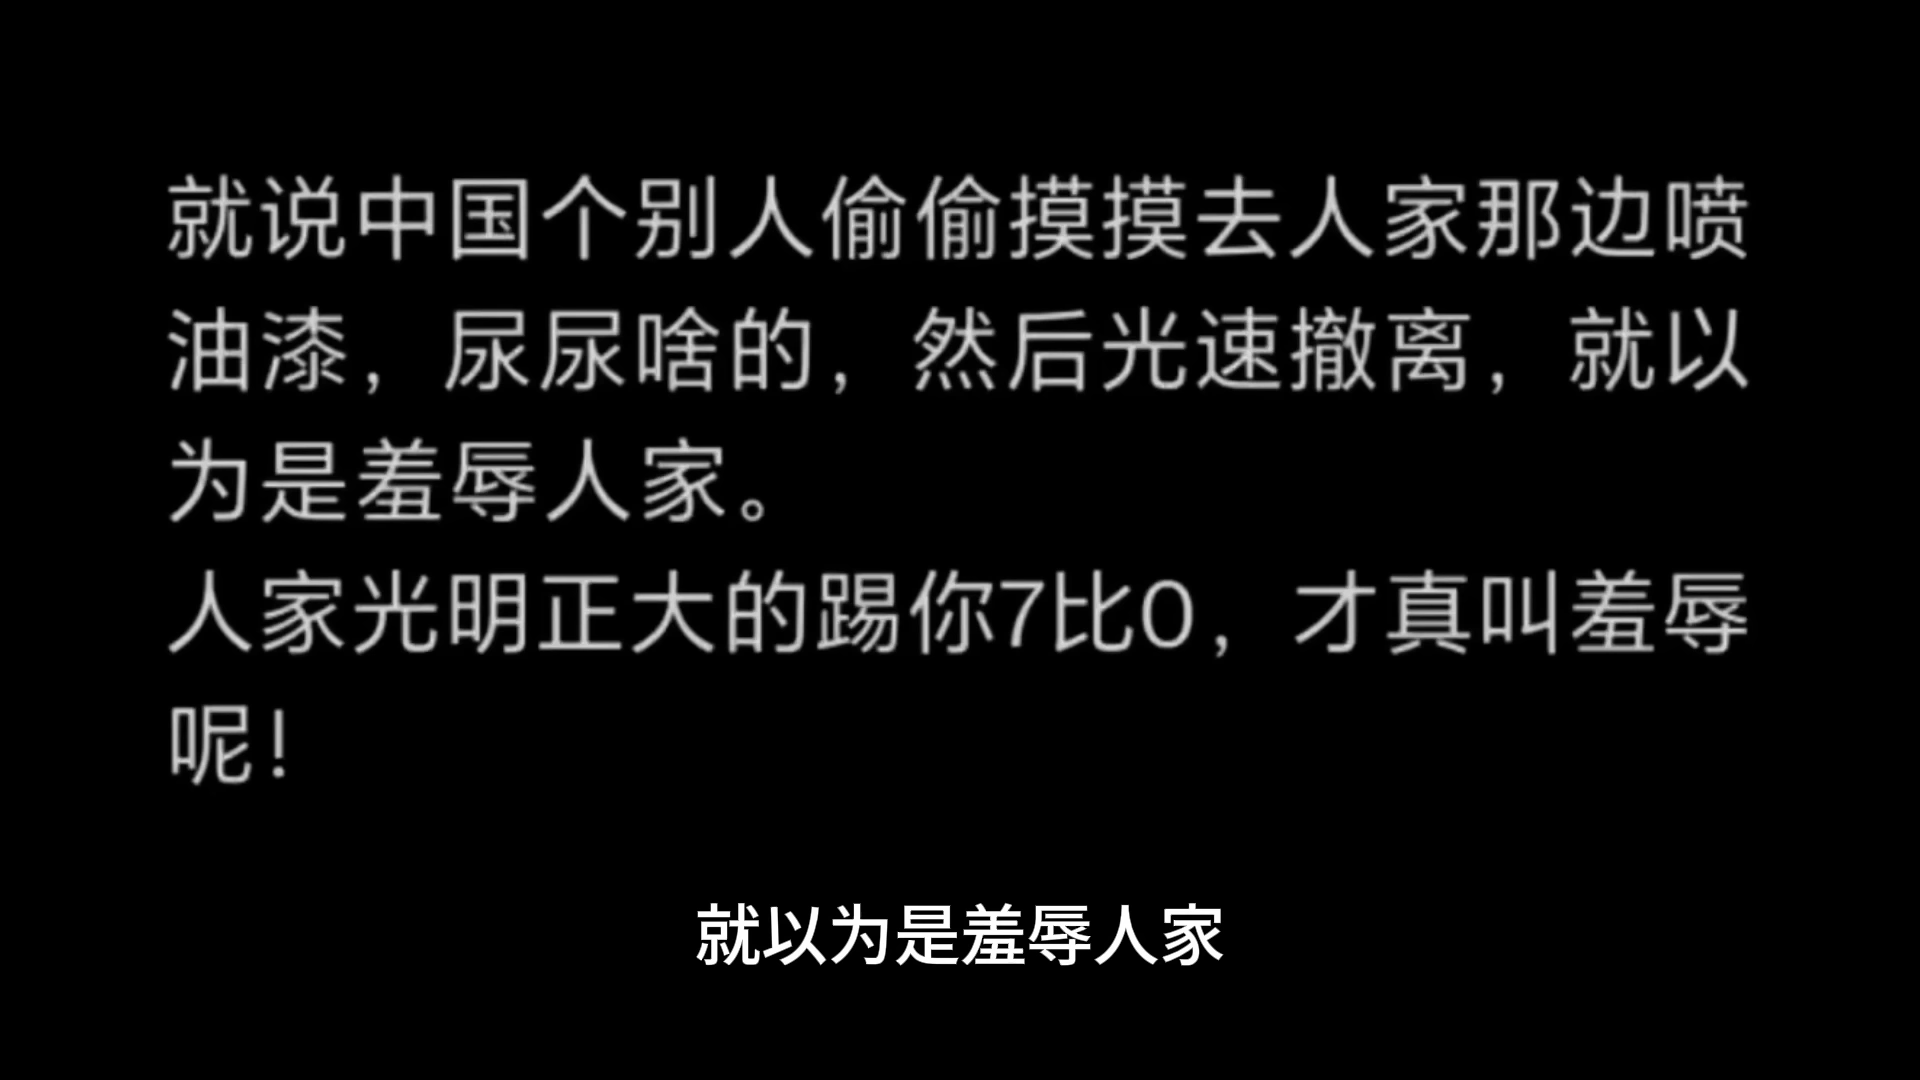 就说中国个别人偷偷摸摸去人家那边喷
油漆，尿尿啥的，然后光速撤离，就以
为是羞辱人家。
人家光明正大的踢你7比0，才真叫羞辱
呢！
就以为是羞辱人家